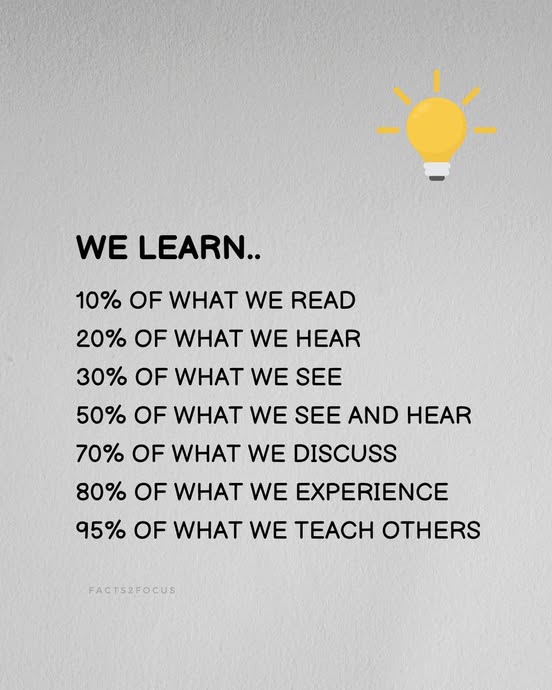 WE LEARN..
10% OF WHAT WE READ
20% OF WHAT WE HEAR
30% OF WHAT WE SEE
50% OF WHAT WE SEE AND HEAR
70% OF WHAT WE DISCUSS
80% OF WHAT WE EXPERIENCE
95% OF WHAT WE TEACH OTHERS
FACTS2FOCUS